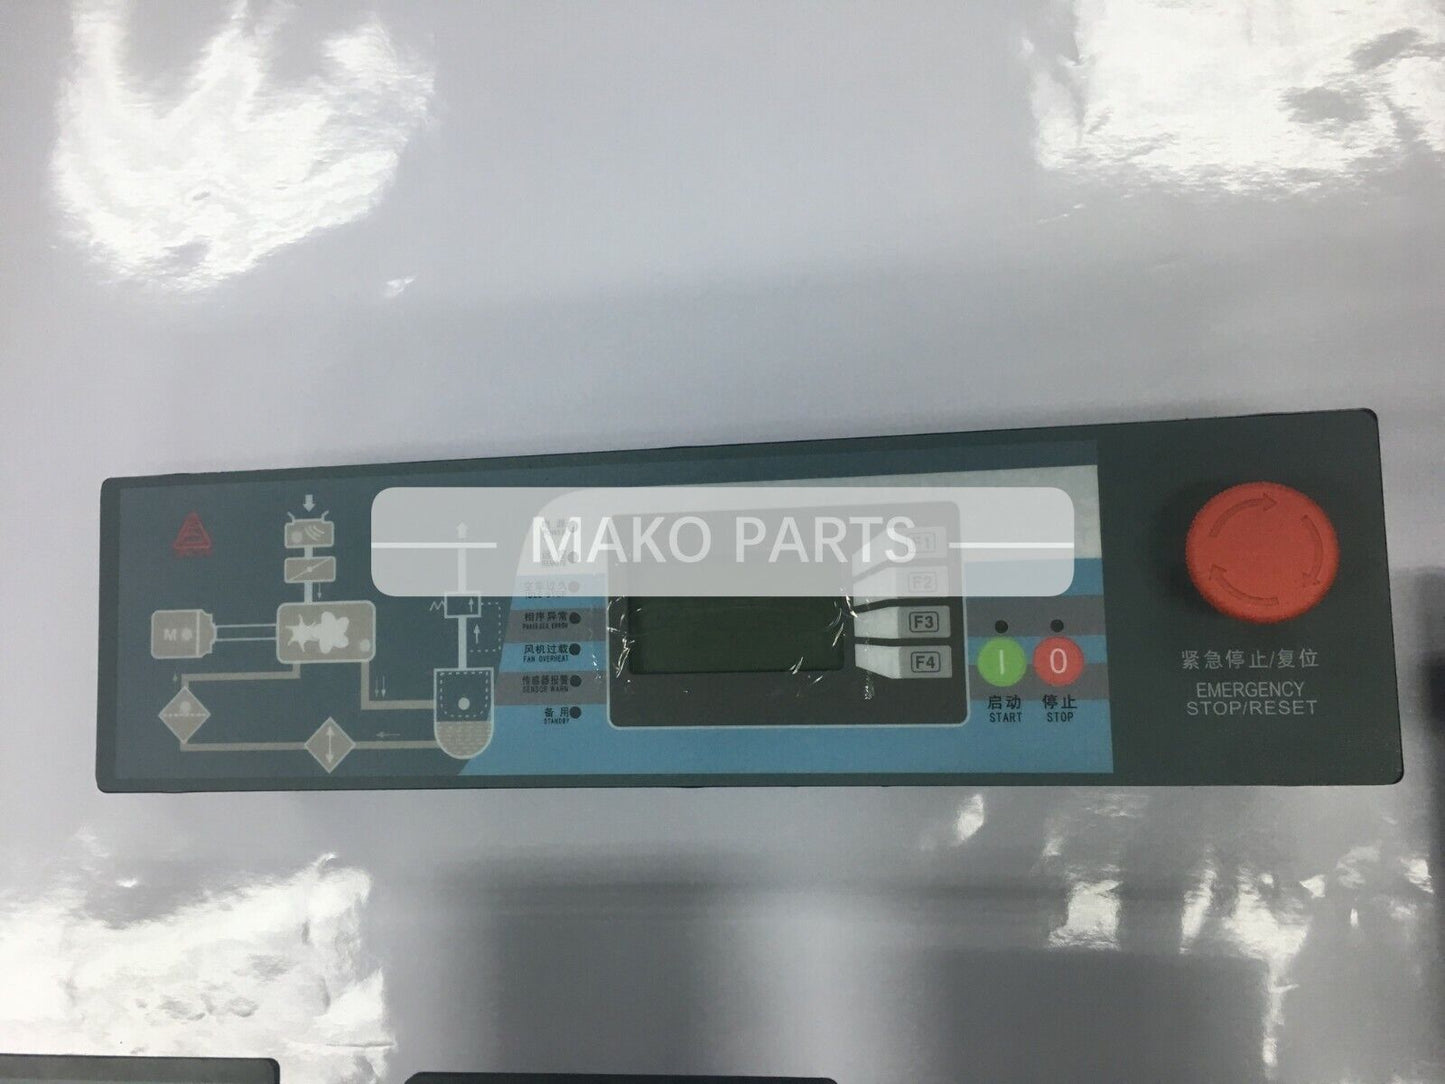 MAKO PARTS
M
相序异常
PHASESEQ ERROR
风机过载
FAN OVERHEAT
传感器报警
SENSOR WARN
备用
STANDBY
F1
F2
F3
F4
I
0
启动
START
停止
STOP
紧急停止/复位
EMERGENCY
STOP/RESET